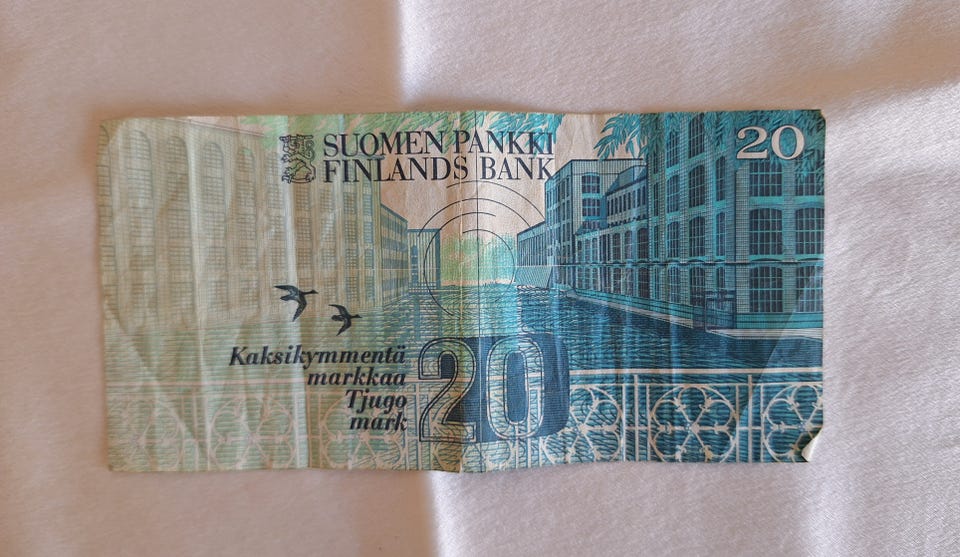 SUOMEN PANKKI
FINLANDS BANK
20
Kaksikymmentä
markkaa
Tjugo
mark
20